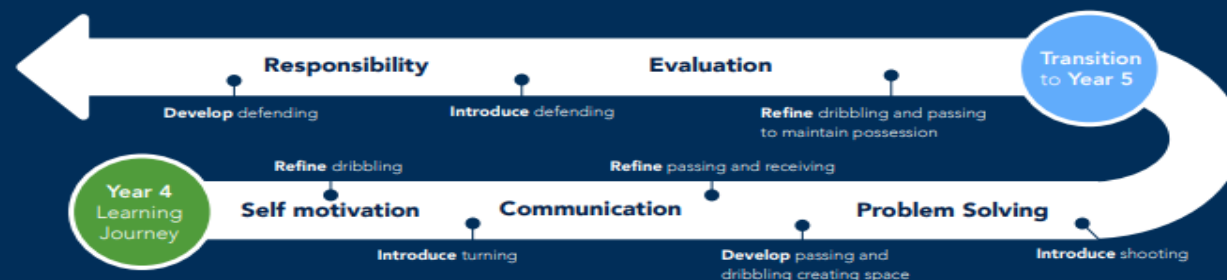 Responsibility
Evaluation
Transition
to Year 5
Develop defending
Introduce defending
Refine dribbling and passing
to maintain possession
Refine dribbling
Refine passing and receiving
Year 4
Learning
Journey
Self motivation
Communication
Problem Solving
Introduce turning
Develop passing and
dribbling creating space
Introduce shooting